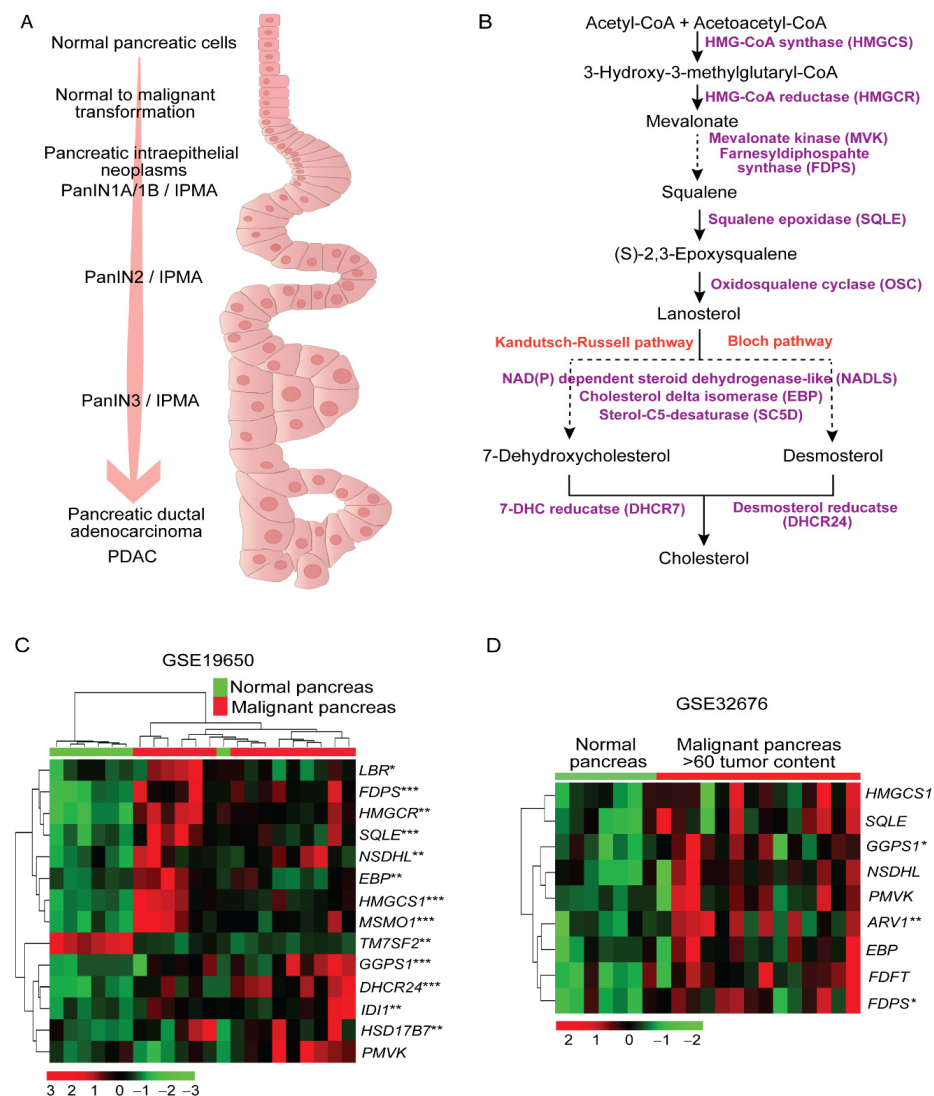 A
Normal pancreatic cells
Normal to malignant
transformration
Pancreatic intraepithelial
neoplasms
PanIN1A/1B / IPMA
PanIN2 / IPMA
PanIN3 / IPMA
Pancreatic ductal
adenocarcinoma
PDAC
B
Acetyl-CoA + Acetoacetyl-CoA
HMG-CoA synthase (HMGCS)
3-Hydroxy-3-methylglutaryl-CoA
HMG-CoA reductase (HMGCR)
Mevalonate
Mevalonate kinase (MVK)
Farnesyldiphospahte
synthase (FDPS)
Squalene
Squalene epoxidase (SQLE)
(S)-2,3-Epoxysqualene
Oxidosqualene cyclase (OSC)
Lanosterol
Kandutsch-Russell pathway
Bloch pathway
NAD(P) dependent steroid dehydrogenase-like (NADLS)
Cholesterol delta isomerase (EBP)
Sterol-C5-desaturase (SC5D)
7-Dehydroxycholesterol
Desmosterol
7-DHC reducatse (DHCR7)
Desmosterol reducatse
(DHCR24)
Cholesterol
C
GSE19650
Normal pancreas
Malignant pancreas
LBR*
FDPS***
HMGCR**
SQLE***
NSDHL**
EBP**
HMGCS1***
MSMO1***
TM7SF2**
GGPS1***
DHCR24***
IDI1**
HSD17B7**
PMVK
3 2 1 0 −1 −2 −3
D
GSE32676
Normal
pancreas
Malignant pancreas
>60 tumor content
HMGCS1
SQLE
GGPS1*
NSDHL
PMVK
ARV1**
EBP
FDFT
FDPS*
2 1 0 −1 −2